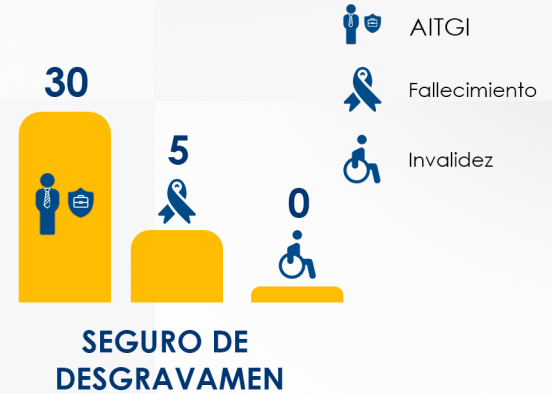 AITGI
30
Fallecimiento
5
Invalidez
0
SEGURO DE
DESGRAVAMEN